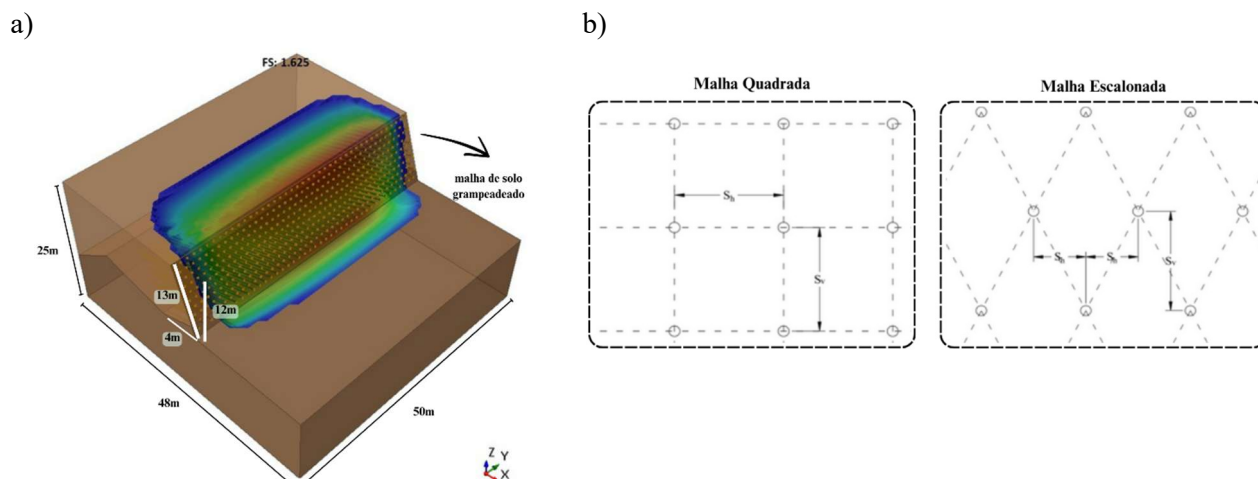 a)
FS: 1.625
malha de solo
grampeadeado
25m
13m
12m
4m
48m
50m
Z
Y
X
b)
Malha Quadrada
Sh
Sv
Malha Escalonada
Sh
Sh
Sv